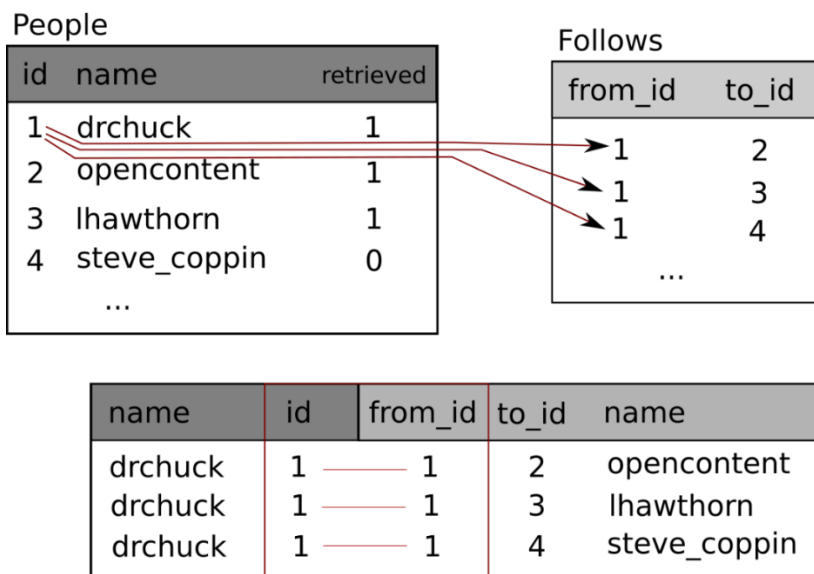 People
id name retrieved
1 drchuck 1
2 opencontent 1
3 lhawthorn 1
4 steve_coppin 0
...
Follows
from_id to_id
1 2
1 3
1 4
...
name id from_id to_id name
drchuck 1 1 2 opencontent
drchuck 1 1 3 lhawthorn
drchuck 1 1 4 steve_coppin